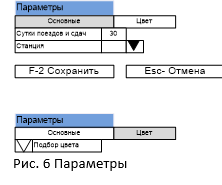 Параметры
Основные Цвет
Сутки поездов и сдач 30
Станция
F-2 Сохранить Esc- Отмена
Параметры
Основные Цвет
Подбор цвета
Рис. 6 Параметры